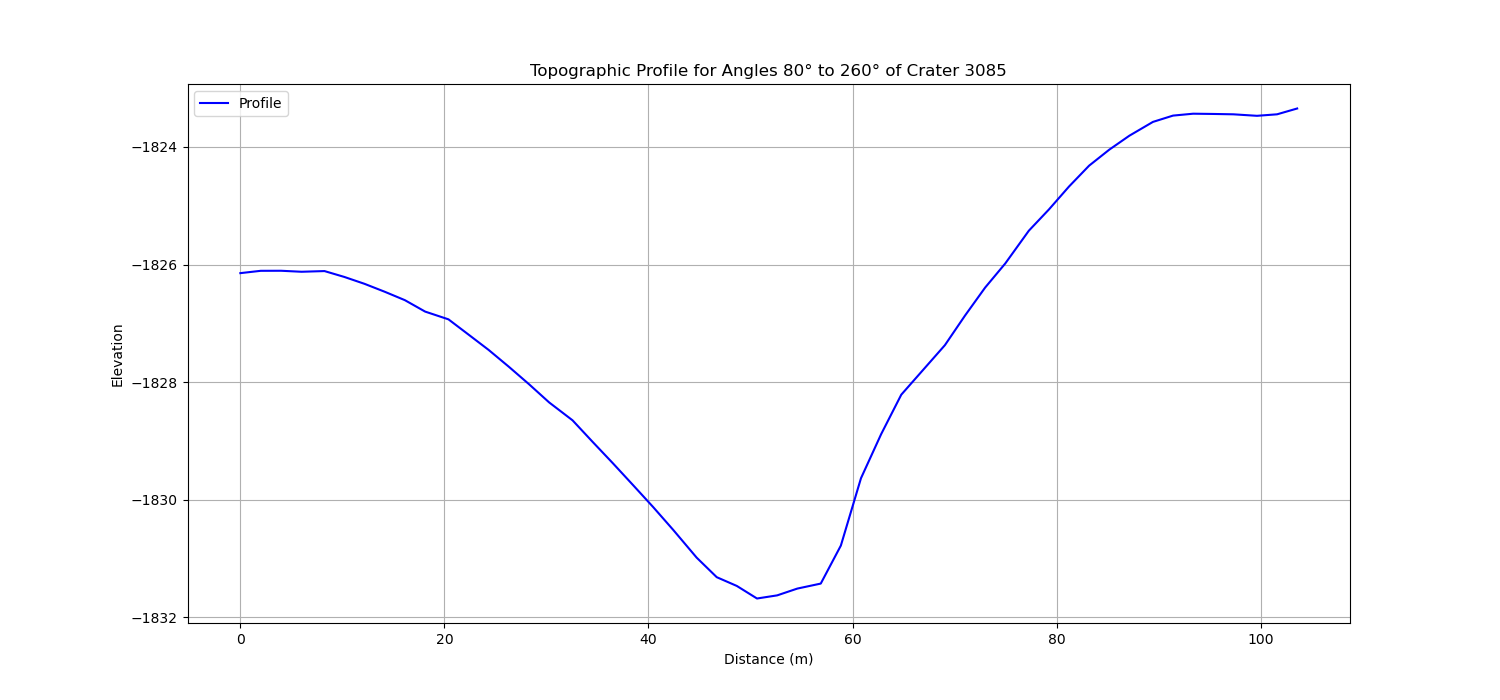 Topographic Profile for Angles 80° to 260° of Crater 3085
Profile
−1824
−1826
−1828
−1830
−1832
Elevation
0 20 40 60 80 100
Distance (m)